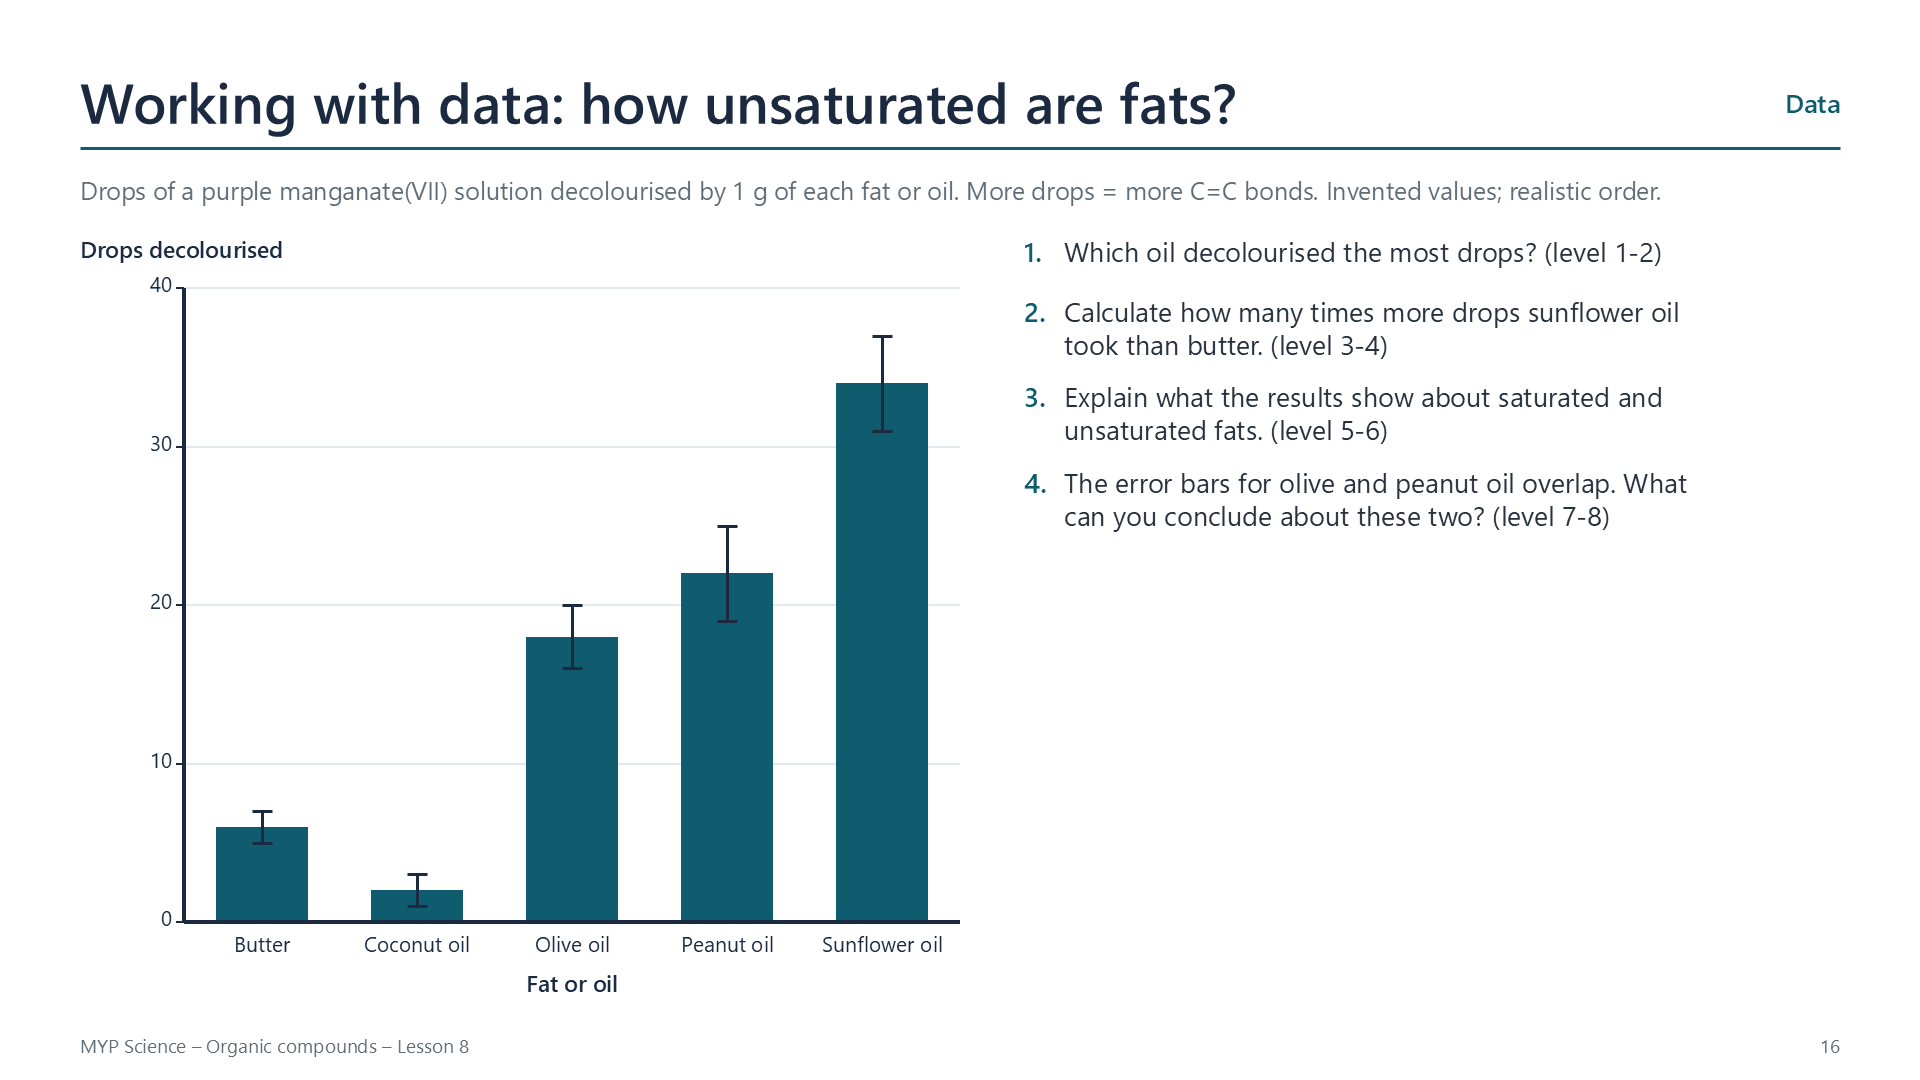 Working with data: how unsaturated are fats?
Data
Drops of a purple manganate(VII) solution decolourised by 1 g of each fat or oil. More drops = more C=C bonds. Invented values; realistic order.
Drops decolourised
40
30
20
10
0
Butter
Coconut oil
Olive oil
Peanut oil
Sunflower oil
Fat or oil
1. Which oil decolourised the most drops? (level 1-2)
2. Calculate how many times more drops sunflower oil
took than butter. (level 3-4)
3. Explain what the results show about saturated and
unsaturated fats. (level 5-6)
4. The error bars for olive and peanut oil overlap. What
can you conclude about these two? (level 7-8)
MYP Science – Organic compounds – Lesson 8
16